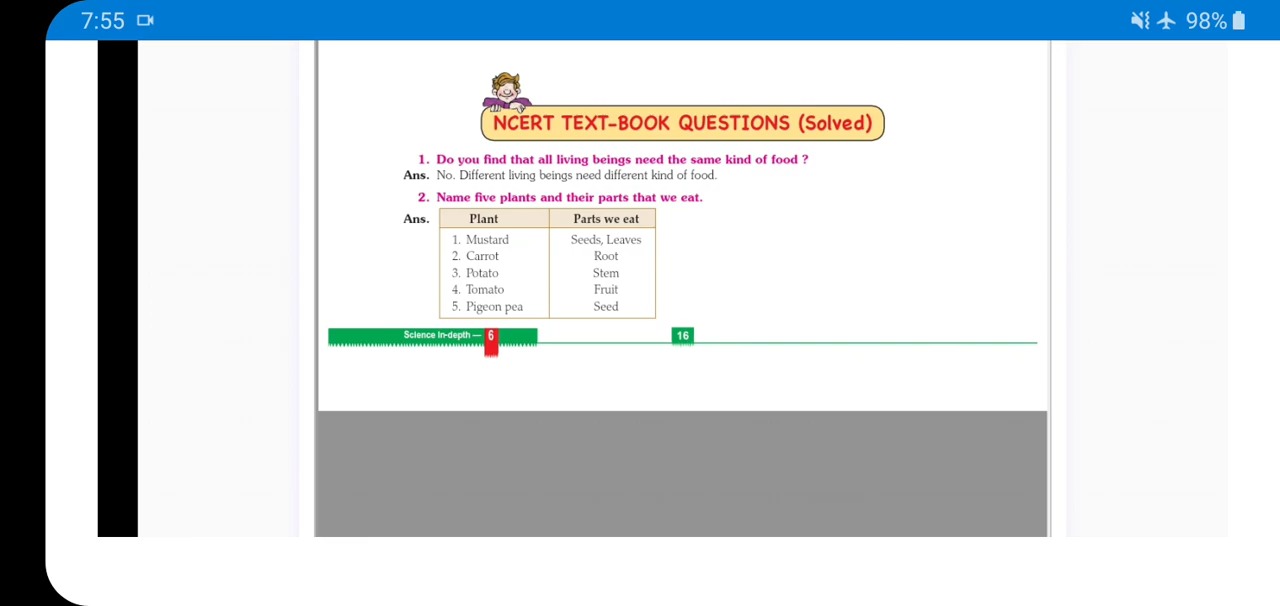 7:55 98%
NCERT TEXT-BOOK QUESTIONS (Solved)
1. Do you find that all living beings need the same kind of food ?
Ans. No. Different living beings need different kind of food.
2. Name five plants and their parts that we eat.
Ans. Plant Parts we eat
1. Mustard Seeds, Leaves
2. Carrot Root
3. Potato Stem
4. Tomato Fruit
5. Pigeon pea Seed
Science In-depth — 6 16